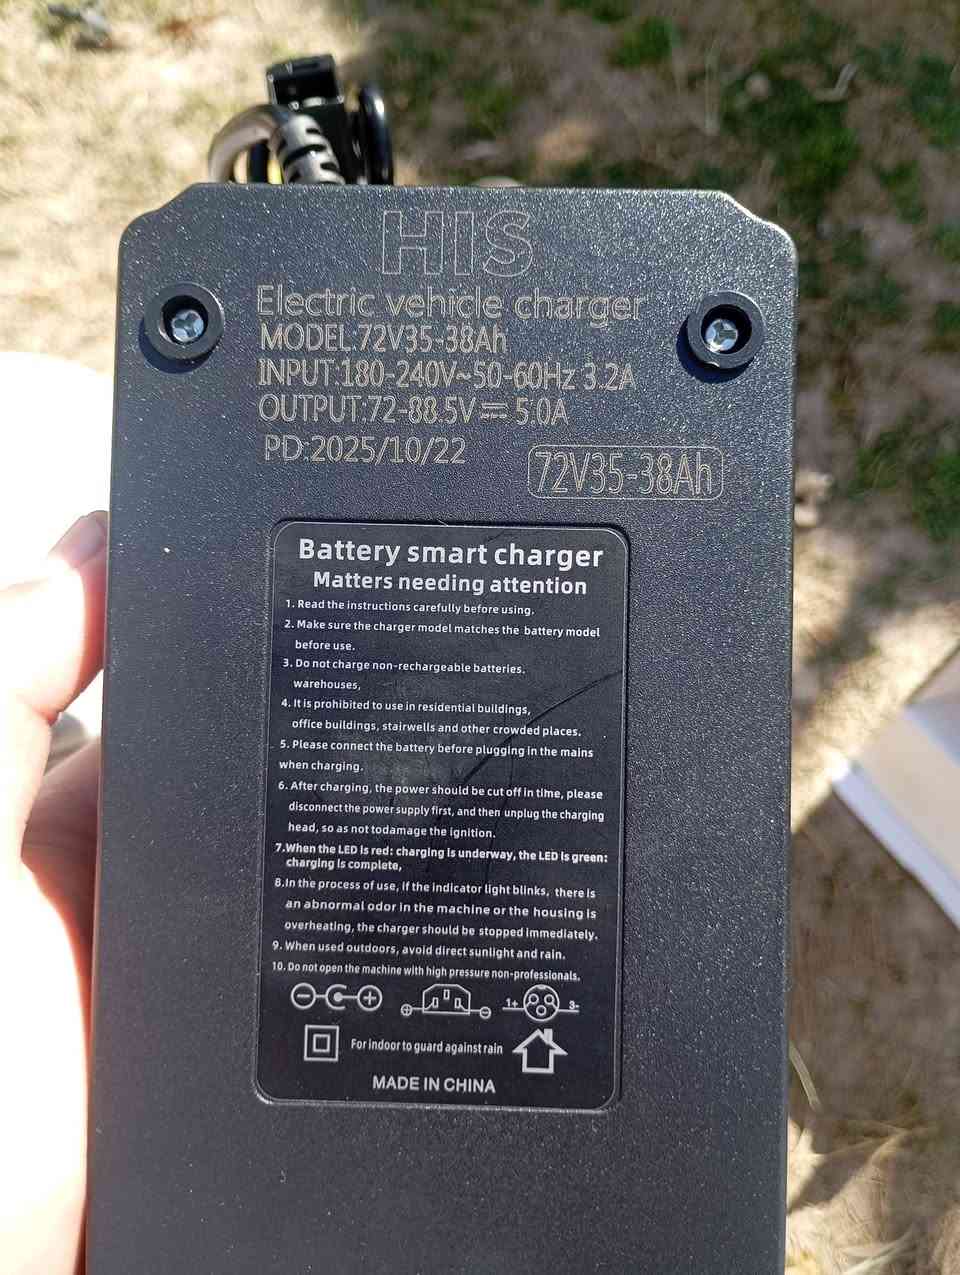 HIS
Electric vehicle charger
MODEL:72V35-38Ah
INPUT:180-240V~50-60Hz 3.2A
OUTPUT:72-88.5V⎓5.0A
PD:2025/10/22
72V35-38Ah
Battery smart charger
Matters needing attention
1. Read the instructions carefully before using.
2. Make sure the charger model matches the battery model
before use.
3. Do not charge non-rechargeable batteries.
warehouses,
4. It is prohibited to use in residential buildings,
office buildings, stairwells and other crowded places.
5. Please connect the battery before plugging in the mains
when charging.
6. After charging, the power should be cut off in time, please
disconnect the power supply first, and then unplug the charging
head, so as not todamage the ignition.
7.When the LED is red: charging is underway, the LED is green:
charging is complete,
8.In the process of use, if the indicator light blinks, there is
an abnormal odor in the machine or the housing is
overheating, the charger should be stopped immediately.
9. When used outdoors, avoid direct sunlight and rain.
10. Do not open the machine with high pressure non-professionals.
1+ 3-
For indoor to guard against rain
MADE IN CHINA